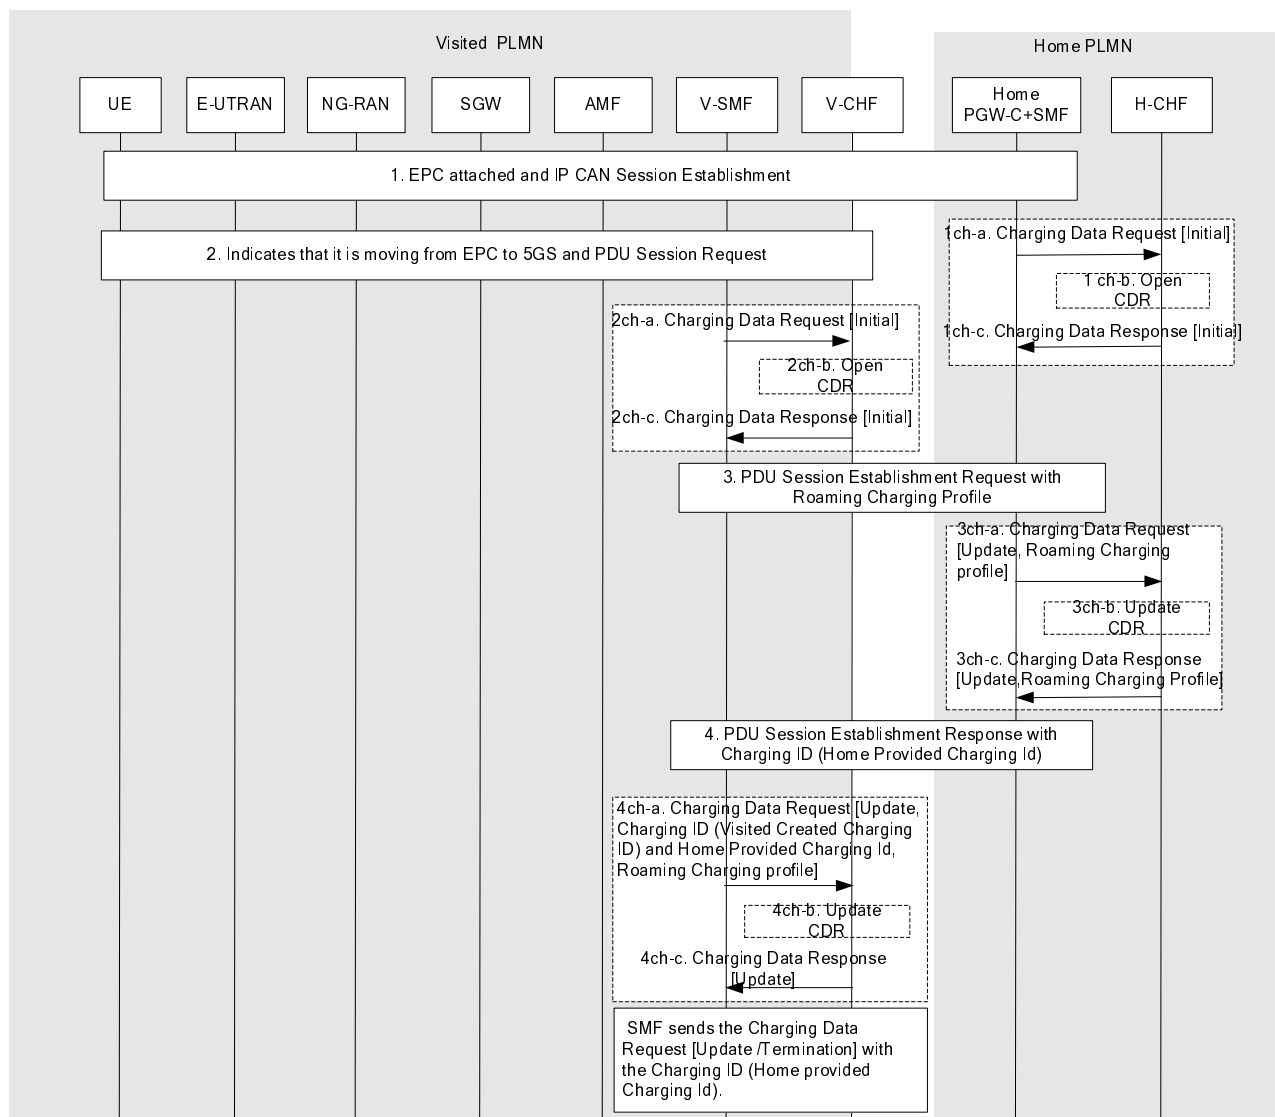 Visited PLMN
Home PLMN
UE
E-UTRAN
NG-RAN
SGW
AMF
V-SMF
V-CHF
Home
PGW-C+SMF
H-CHF
1. EPC attached and IP CAN Session Establishment
1ch-a. Charging Data Request [Initial]
2. Indicates that it is moving from EPC to 5GS and PDU Session Request
1 ch-b. Open
CDR
2ch-a. Charging Data Request [Initial]
1ch-c. Charging Data Response [Initial]
2ch-b. Open
CDR
2ch-c. Charging Data Response [Initial]
3. PDU Session Establishment Request with
Roaming Charging Profile
3ch-a. Charging Data Request
[Update, Roaming Charging
profile]
3ch-b. Update
CDR
3ch-c. Charging Data Response
[Update,Roaming Charging Profile]
4. PDU Session Establishment Response with
Charging ID (Home Provided Charging Id)
4ch-a. Charging Data Request [Update,
Charging ID (Visited Created Charging
ID) and Home Provided Charging Id,
Roaming Charging profile]
4ch-b. Update
CDR
4ch-c. Charging Data Response
[Update]
SMF sends the Charging Data
Request [Update /Termination] with
the Charging ID (Home provided
Charging Id).